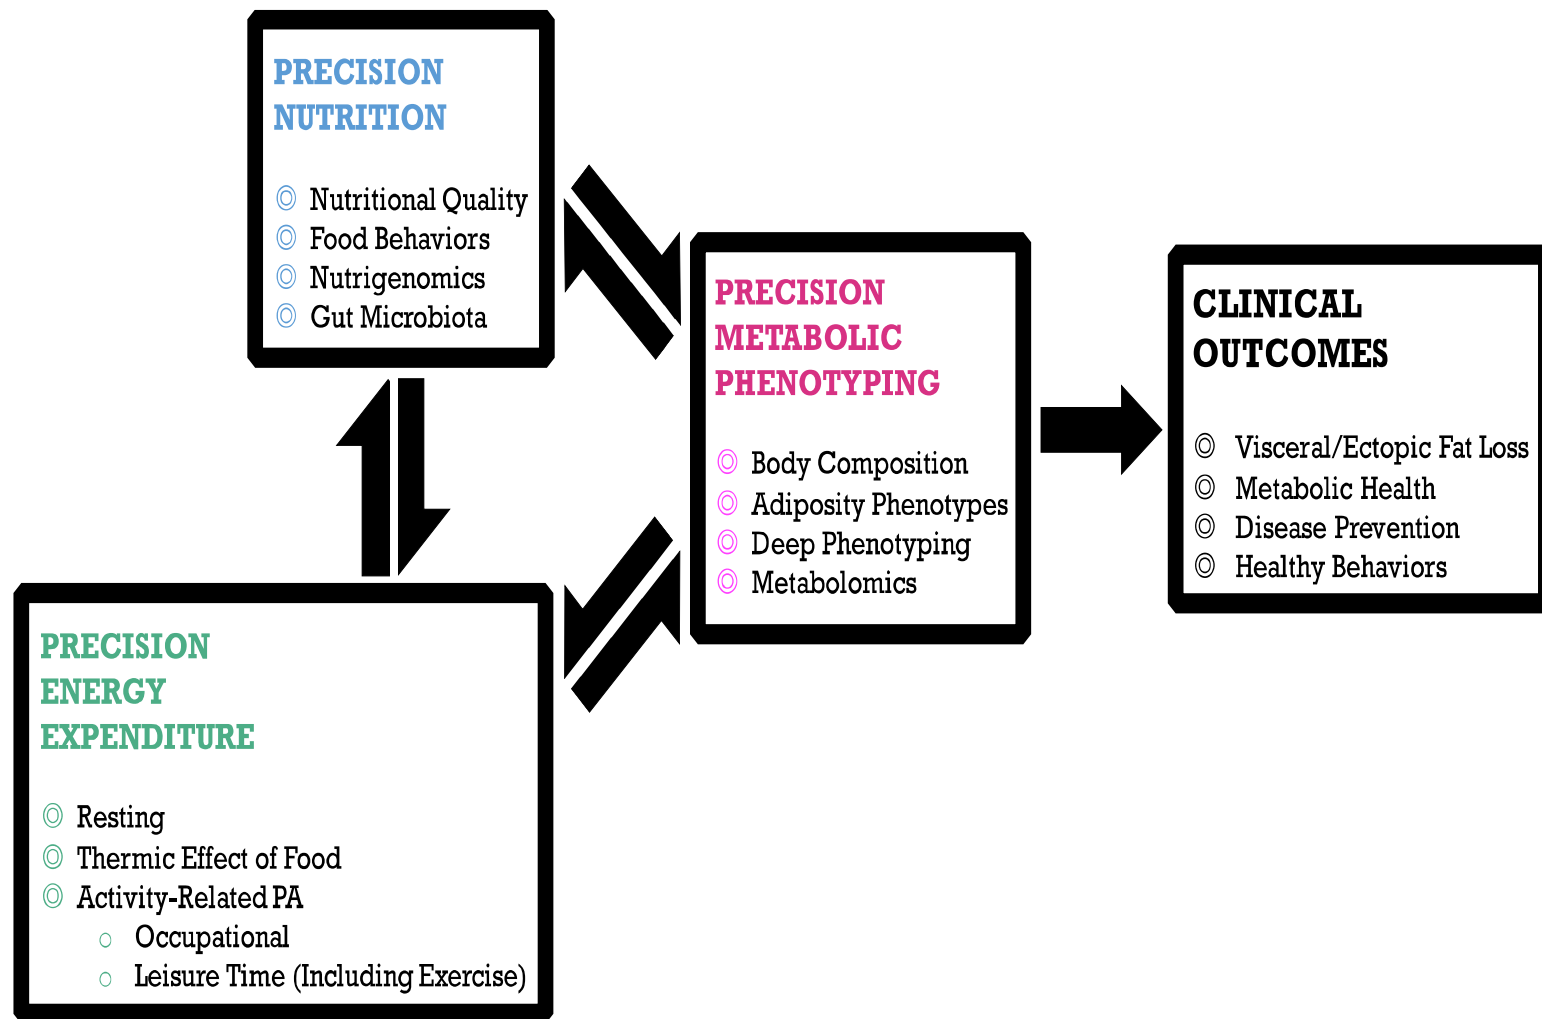 PRECISION
NUTRITION
Nutritional Quality
Food Behaviors
Nutrigenomics
Gut Microbiota
PRECISION
METABOLIC
PHENOTYPING
Body Composition
Adiposity Phenotypes
Deep Phenotyping
Metabolomics
CLINICAL
OUTCOMES
Visceral/Ectopic Fat Loss
Metabolic Health
Disease Prevention
Healthy Behaviors
PRECISION
ENERGY
EXPENDITURE
Resting
Thermic Effect of Food
Activity-Related PA
Occupational
Leisure Time (Including Exercise)